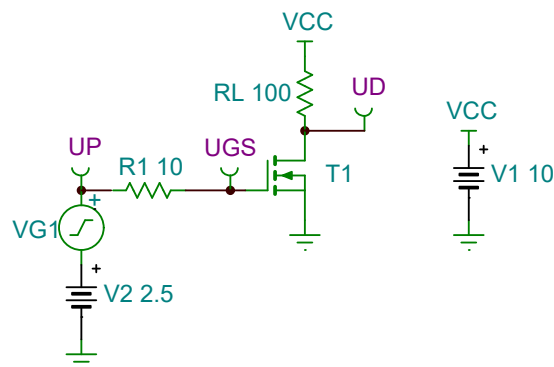 VCC
RL 100
UD
VCC
UP
R1 10
UGS
T1
V1 10
+
+
VG1
+
V2 2.5